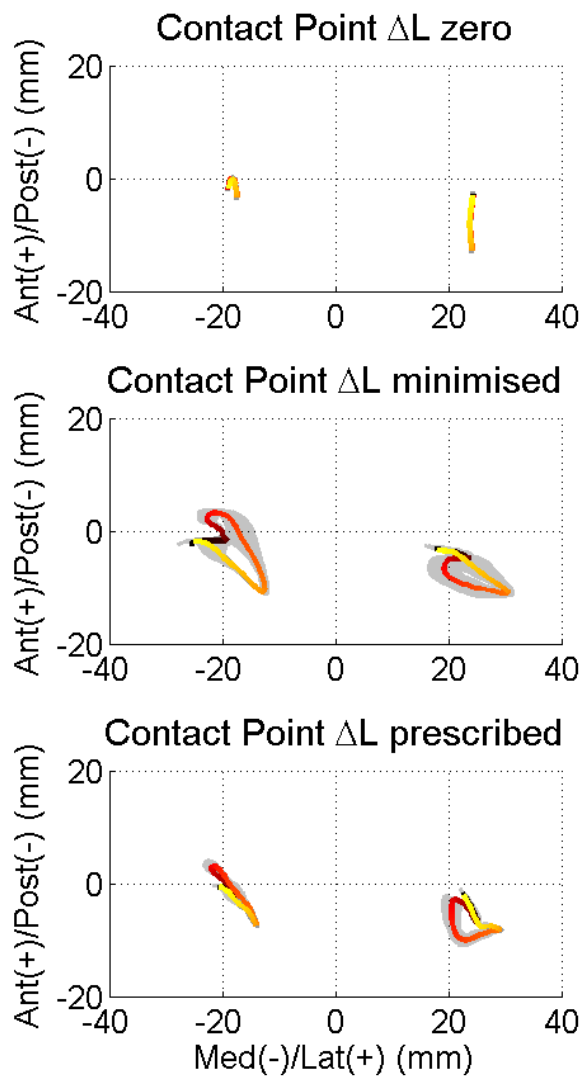 Contact Point ΔL zero
Ant(+)/Post(-) (mm)
20
0
-20
-40 -20 0 20 40
Contact Point ΔL minimised
Ant(+)/Post(-) (mm)
20
0
-20
-40 -20 0 20 40
Contact Point ΔL prescribed
Ant(+)/Post(-) (mm)
20
0
-20
-40 -20 0 20 40
Med(-)/Lat(+) (mm)